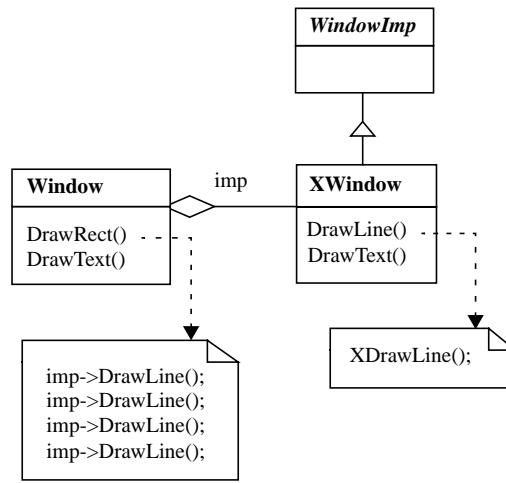 WindowImp
imp
Window
XWindow
DrawRect()
DrawText()
DrawLine()
DrawText()
imp->DrawLine();
imp->DrawLine();
imp->DrawLine();
imp->DrawLine();
XDrawLine();